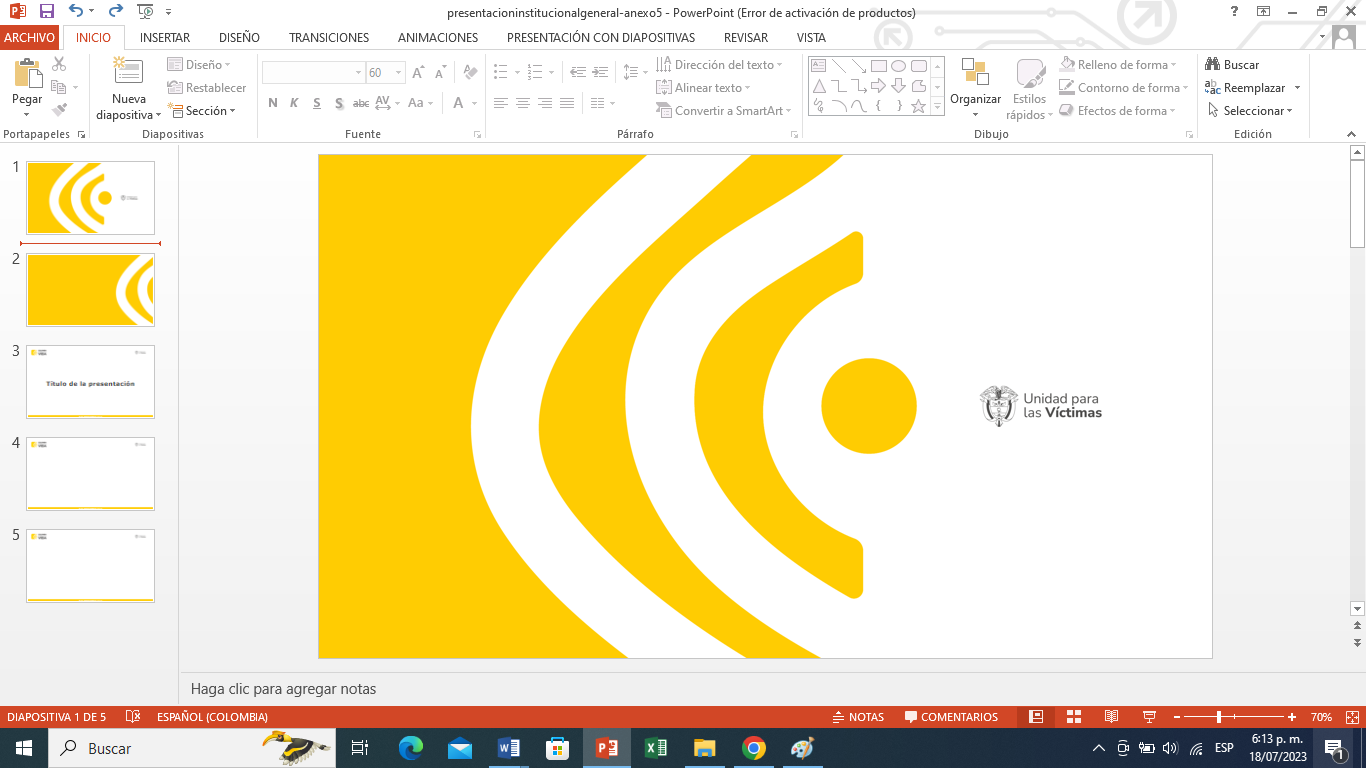 presentacioninstitucionalgeneral-anexo5 - PowerPoint (Error de activación de productos)
ARCHIVO INICIO INSERTAR DISEÑO TRANSICIONES ANIMACIONES PRESENTACIÓN CON DIAPOSITIVAS REVISAR VISTA
Pegar
Portapapeles
Nueva
diapositiva
Diseño
Restablecer
Sección
Diapositivas
60
N K S S abc AV Aa A
Fuente
Dirección del texto
Alinear texto
Convertir a SmartArt
Párrafo
Organizar
Estilos
rápidos
Relleno de forma
Contorno de forma
Efectos de forma
Dibujo
Buscar
Reemplazar
Seleccionar
Edición
1
2
3
Título de la presentación
4
5
Unidad para
las Víctimas
Haga clic para agregar notas
DIAPOSITIVA 1 DE 5 ESPAÑOL (COLOMBIA) NOTAS COMENTARIOS 70%
Buscar
ESP
6:13 p. m.
18/07/2023
1